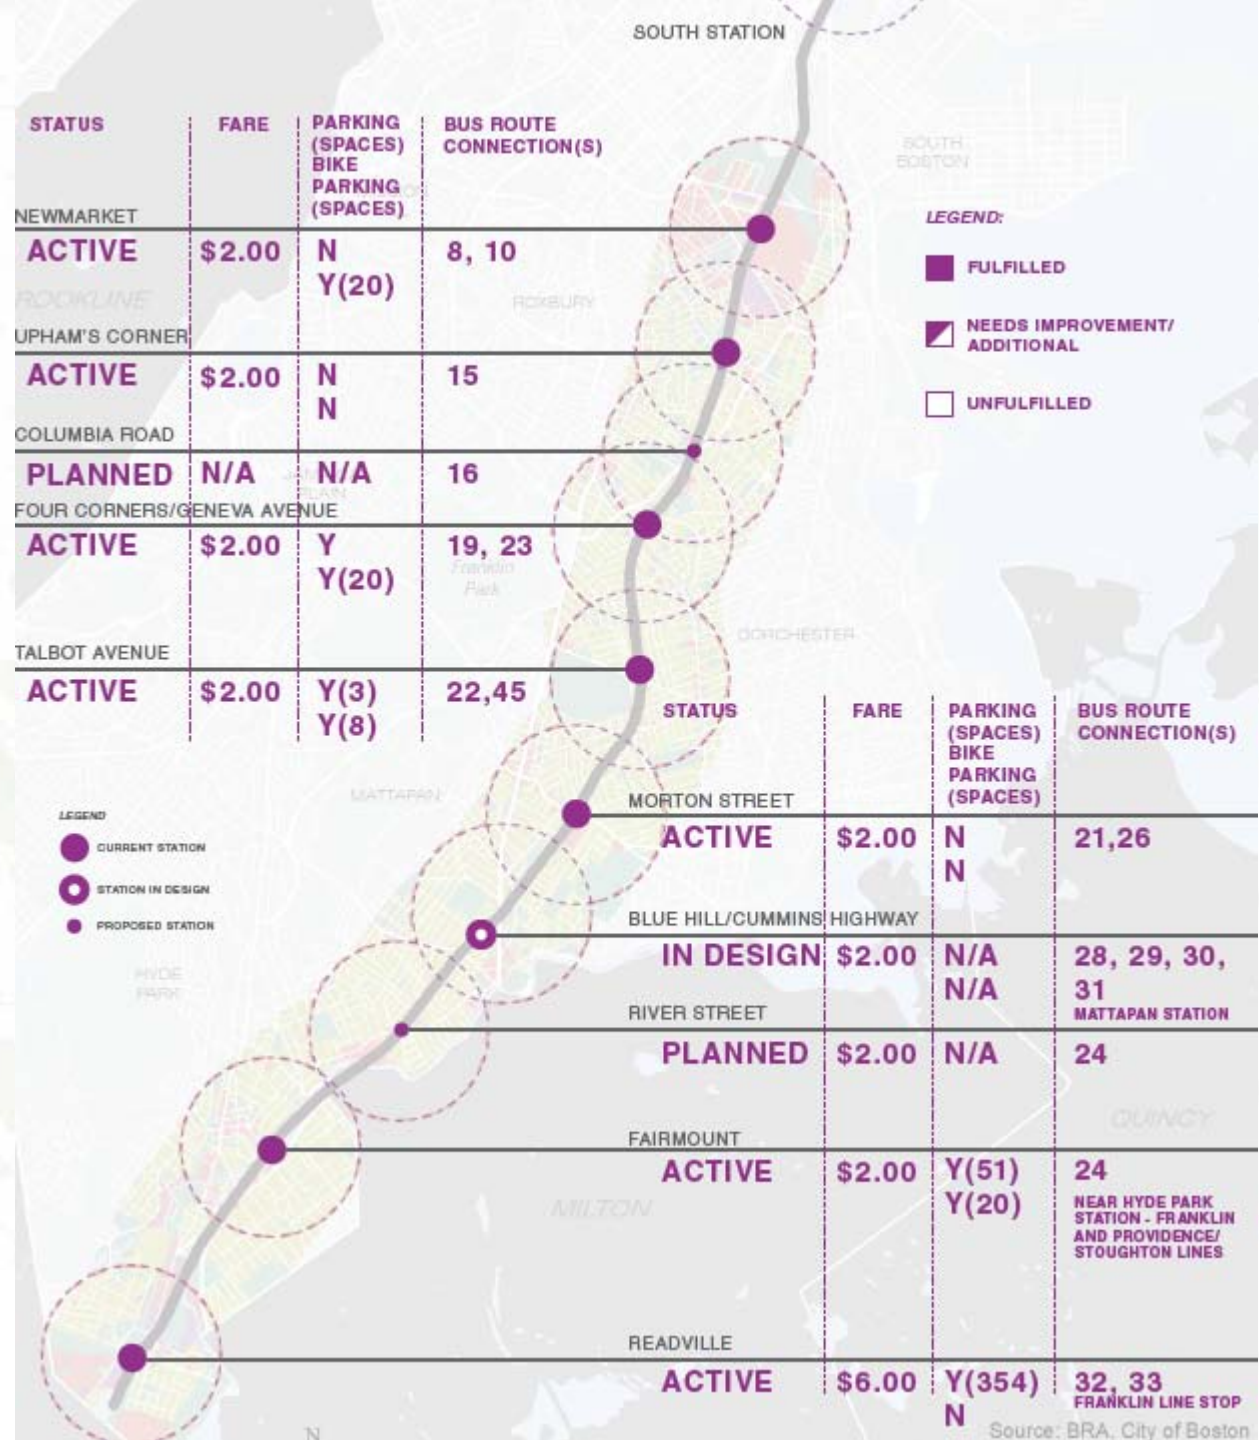 SOUTH STATION
SOUTH
BOSTON
STATUS
FARE
PARKING
(SPACES)
BIKE
PARKING
(SPACES)
BUS ROUTE
CONNECTION(S)
NEWMARKET
ACTIVE $2.00 N 8, 10
Y(20)
ROXBURY
UPHAM'S CORNER
ACTIVE $2.00 N 15
N
COLUMBIA ROAD
PLANNED N/A N/A 16
FOUR CORNERS/GENEVA AVENUE
ACTIVE $2.00 Y 19, 23
Y(20)
Franklin
Park
DORCHESTER
TALBOT AVENUE
ACTIVE $2.00 Y(3) 22,45
Y(8)
LEGEND:
FULFILLED
NEEDS IMPROVEMENT/
ADDITIONAL
UNFULFILLED
MATTAPAN
LEGEND
CURRENT STATION
STATION IN DESIGN
PROPOSED STATION
HYDE
PARK
STATUS
FARE
PARKING
(SPACES)
BIKE
PARKING
(SPACES)
BUS ROUTE
CONNECTION(S)
MORTON STREET
ACTIVE $2.00 N 21,26
N
BLUE HILL/CUMMINS HIGHWAY
IN DESIGN $2.00 N/A 28, 29, 30,
N/A 31
MATTAPAN STATION
RIVER STREET
PLANNED $2.00 N/A 24
QUINCY
FAIRMOUNT
ACTIVE $2.00 Y(51) 24
Y(20)
NEAR HYDE PARK
STATION - FRANKLIN
AND PROVIDENCE/
STOUGHTON LINES
MILTON
READVILLE
ACTIVE $6.00 Y(354) 32, 33
N
FRANKLIN LINE STOP
N
Source: BRA, City of Boston